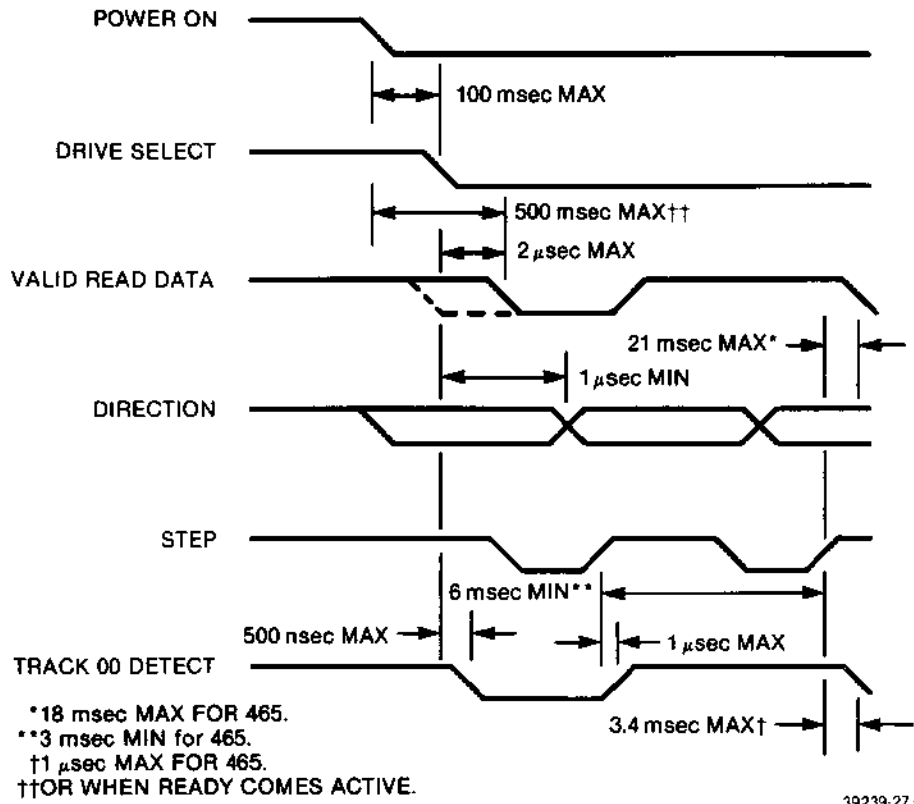 POWER ON
100 msec MAX
DRIVE SELECT
500 msec MAX††
2 μsec MAX
VALID READ DATA
21 msec MAX*
1 μsec MIN
DIRECTION
STEP
6 msec MIN**
500 nsec MAX
1 μsec MAX
TRACK 00 DETECT
3.4 msec MAX†
*18 msec MAX FOR 465.
**3 msec MIN for 465.
†1 μsec MAX FOR 465.
††OR WHEN READY COMES ACTIVE.
39239-27